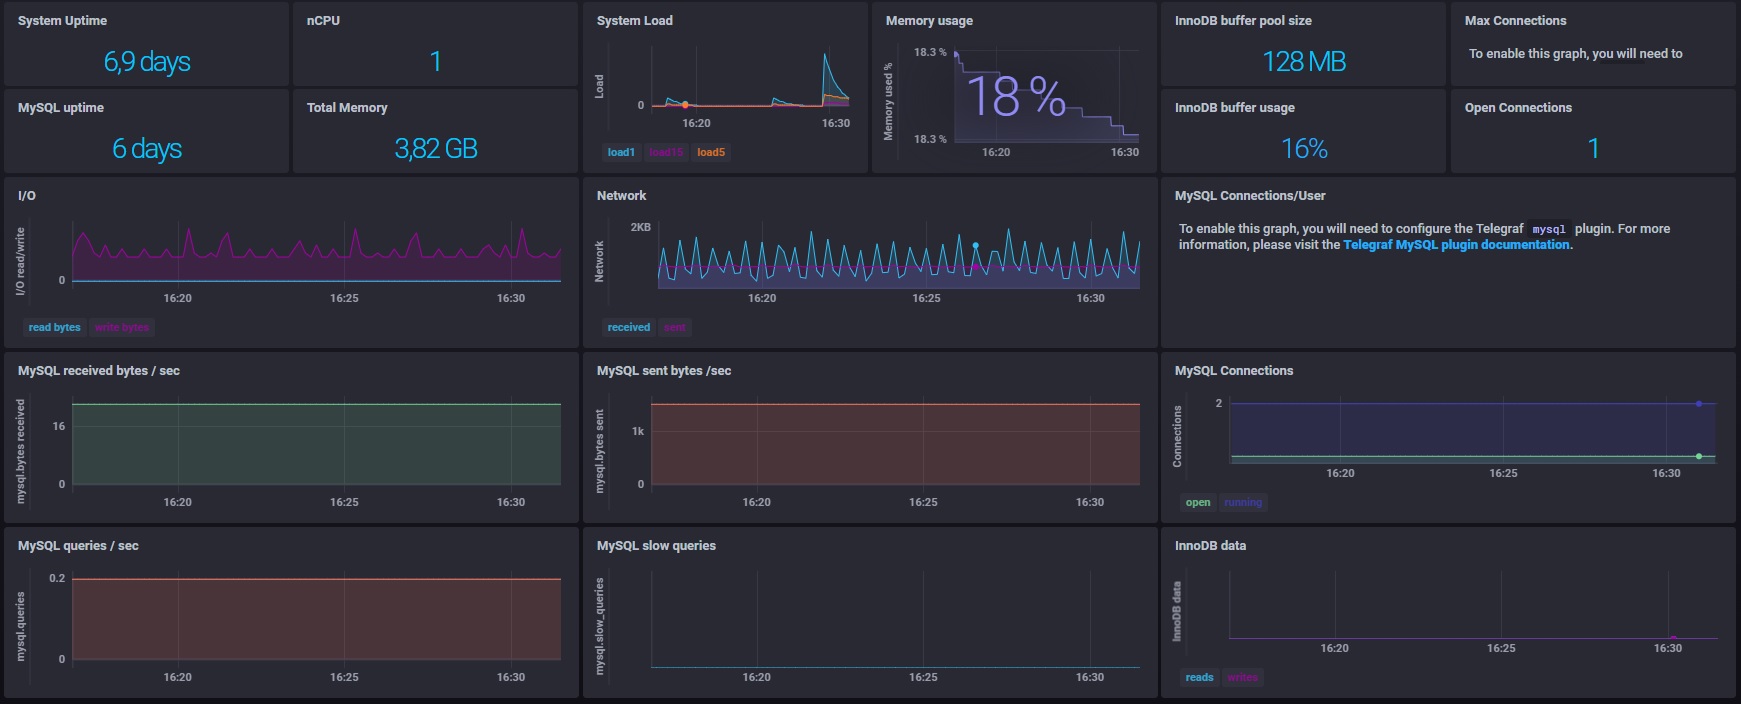 System Uptime
6,9 days
nCPU
1
System Load
Load
0
16:20
16:30
load1
load15
load5
Memory usage
Memory used %
18.3 %
18 %
18.3 %
16:20
16:30
InnoDB buffer pool size
128 MB
Max Connections
To enable this graph, you will need to
MySQL uptime
6 days
Total Memory
3,82 GB
InnoDB buffer usage
16%
Open Connections
1
I/O
I/O read/write
0
16:20
16:25
16:30
read bytes
write bytes
Network
Network
2KB
16:20
16:25
16:30
received
sent
MySQL Connections/User
To enable this graph, you will need to configure the Telegraf mysql plugin. For more
information, please visit the Telegraf MySQL plugin documentation.
MySQL received bytes / sec
mysql.bytes received
16
0
16:20
16:25
16:30
MySQL sent bytes /sec
mysql.bytes sent
1k
0
16:20
16:25
16:30
MySQL Connections
Connections
2
16:20
16:25
16:30
open
running
MySQL queries / sec
mysql.queries
0.2
0
16:20
16:25
16:30
MySQL slow queries
mysql.slow_queries
16:20
16:25
16:30
InnoDB data
InnoDB data
16:20
16:25
16:30
reads
writes